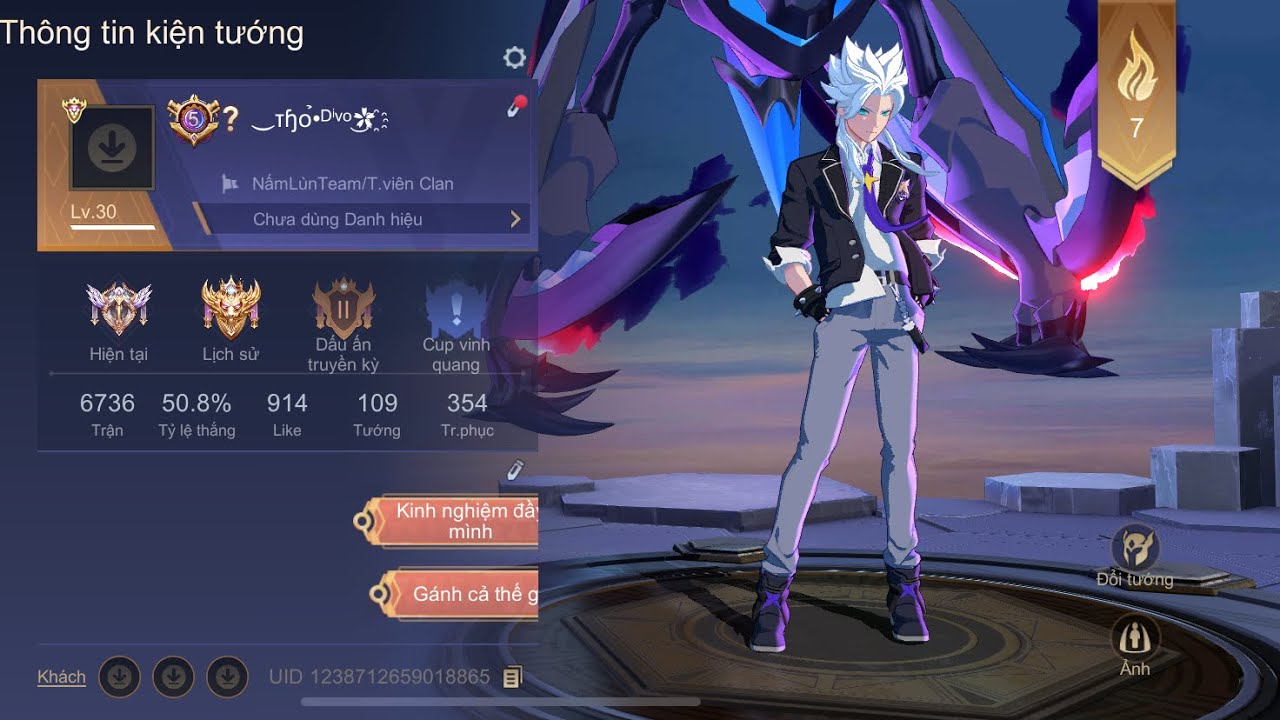 Thông tin kiện tướng
7
5
?
‿τɧỏ•ᴰⁱᵛᵒ
NấmLùnTeam/T.viên Clan
Lv.30
Chưa dùng Danh hiệu
II
Hiện tại
Lịch sử
Dấu ấn truyền kỳ
Cup vinh quang
6736 50.8% 914 109 354
Trận Tỷ lệ thắng Like Tướng Tr.phục
Kinh nghiệm đầy
mình
Gánh cả thế g
Đổi tướng
Ảnh
Khách
UID 1238712659018865